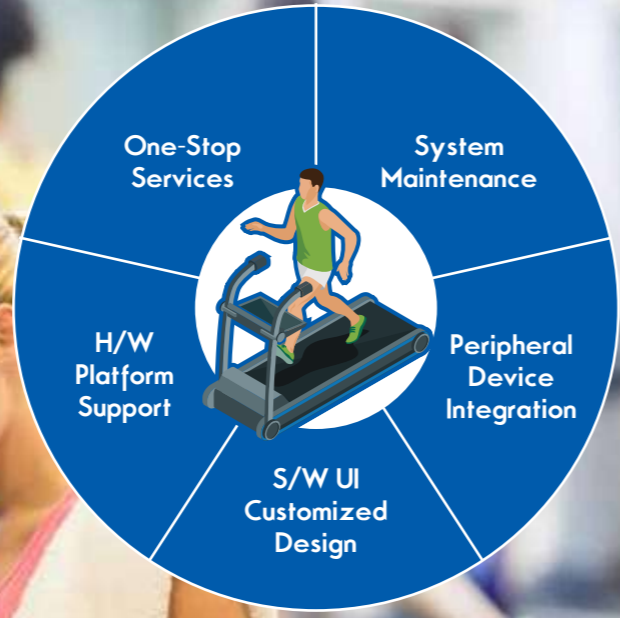 One-Stop
Services
System
Maintenance
H/W
Platform
Support
Peripheral
Device
Integration
S/W UI
Customized
Design